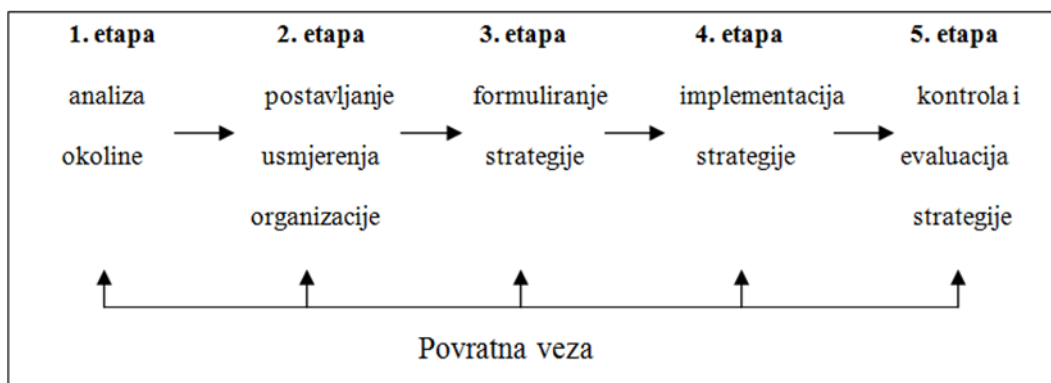 1. etapa
analiza
okoline
2. etapa
postavljanje
usmjerenja
organizacije
3. etapa
formuliranje
strategije
4. etapa
implementacija
strategije
5. etapa
kontrola i
evaluacija
strategije
Povratna veza